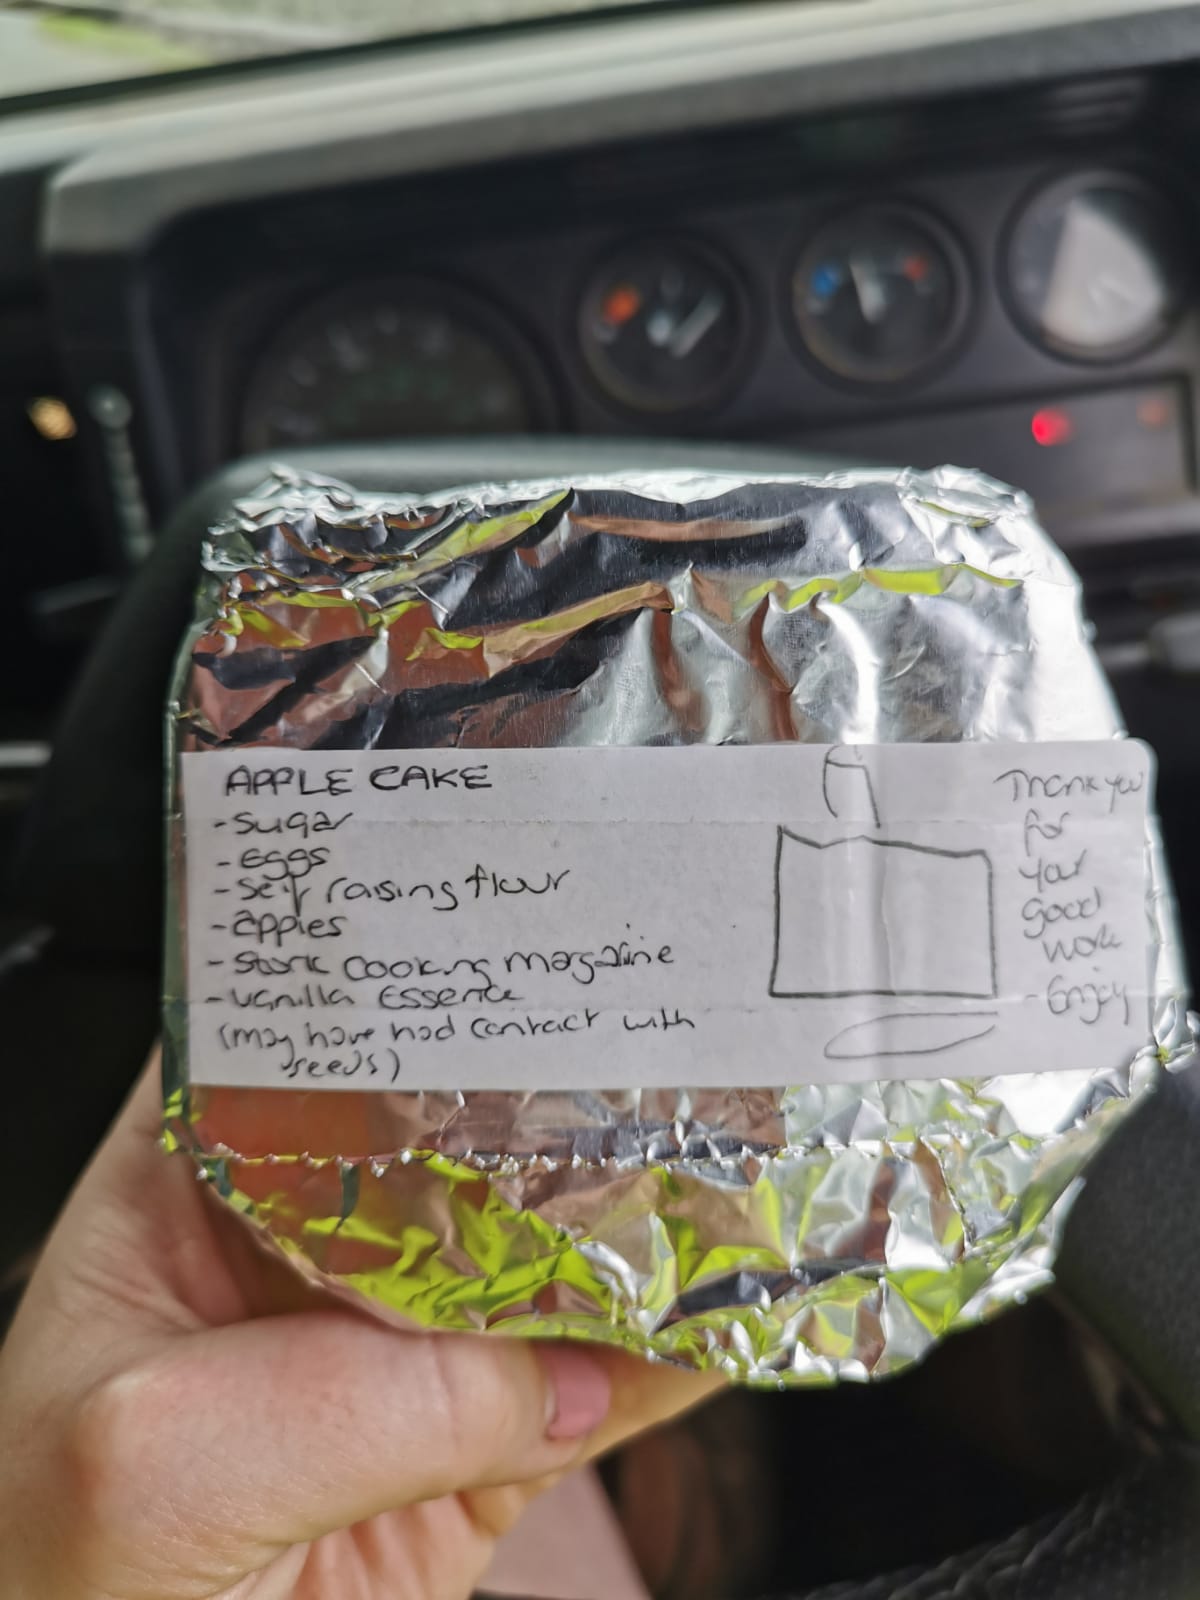 APPLE CAKE
- sugar
- eggs
- self raising flour
- apples
- stork cooking margarine
- vanilla essence
(may have had contact with
seeds)
Thank you
for
your
good
work
- Enjoy